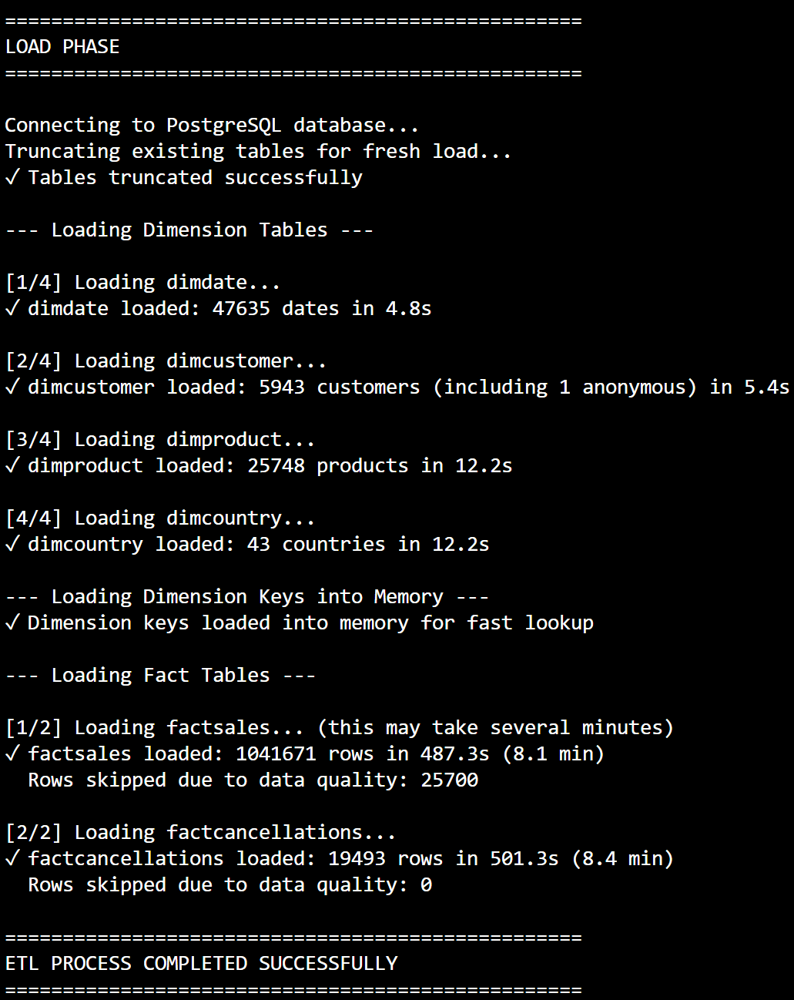 ==================================================
LOAD PHASE
==================================================
Connecting to PostgreSQL database...
Truncating existing tables for fresh load...
✓ Tables truncated successfully
--- Loading Dimension Tables ---
[1/4] Loading dimdate...
✓ dimdate loaded: 47635 dates in 4.8s
[2/4] Loading dimcustomer...
✓ dimcustomer loaded: 5943 customers (including 1 anonymous) in 5.4s
[3/4] Loading dimproduct...
✓ dimproduct loaded: 25748 products in 12.2s
[4/4] Loading dimcountry...
✓ dimcountry loaded: 43 countries in 12.2s
--- Loading Dimension Keys into Memory ---
✓ Dimension keys loaded into memory for fast lookup
--- Loading Fact Tables ---
[1/2] Loading factsales... (this may take several minutes)
✓ factsales loaded: 1041671 rows in 487.3s (8.1 min)
Rows skipped due to data quality: 25700
[2/2] Loading factcancellations...
✓ factcancellations loaded: 19493 rows in 501.3s (8.4 min)
Rows skipped due to data quality: 0
==================================================
ETL PROCESS COMPLETED SUCCESSFULLY
==================================================